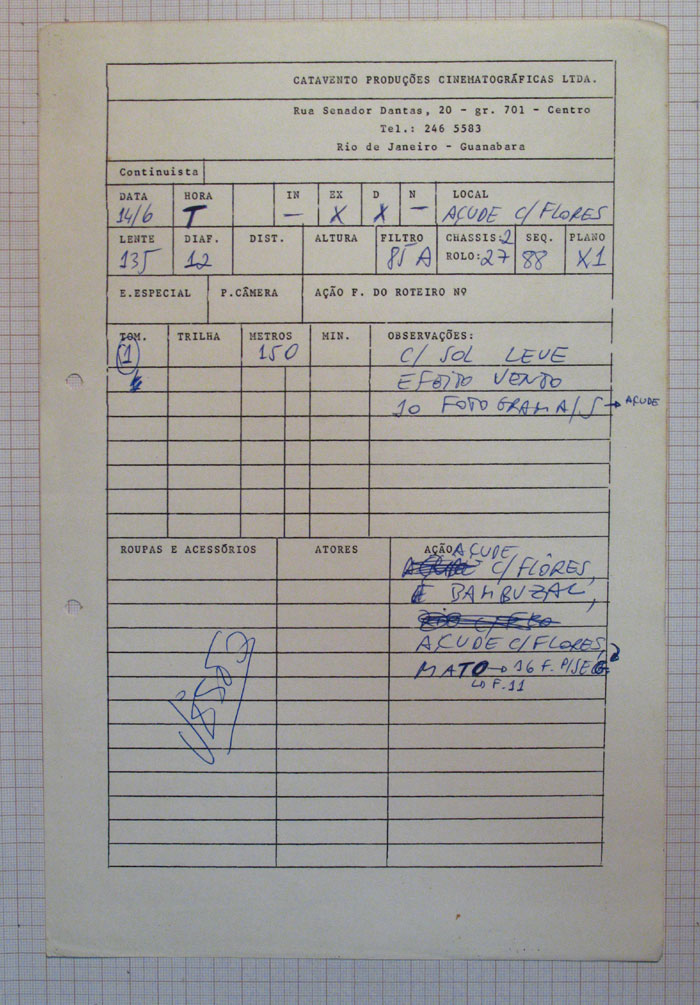 CATAVENTO PRODUÇÕES CINEMATOGRÁFICAS LTDA.
Rua Senador Dantas, 20 - gr. 701 - Centro
Tel.: 246 5583
Rio de Janeiro - Guanabara
Continuista
DATA HORA IN EX D N LOCAL
14/6 T — X X — AÇUDE C/FLORES
LENTE DIAF. DIST. ALTURA FILTRO CHASSIS: 2 SEQ. PLANO
135 12 85 A ROLO: 27 88 X1
E.ESPECIAL P.CÂMERA AÇÃO F. DO ROTEIRO Nº
TOM. TRILHA METROS MIN. OBSERVAÇÕES:
1 150 C/ SOL LEVE
EFEITO VENTO
10 FOTOGRAMA/S → AÇUDE
ROUPAS E ACESSÓRIOS ATORES AÇÃO
AÇUDE
C/FLÔRES,
E BAMBUZAL,
AÇUDE C/FLORES,
MATO → 16 F. P/SEG
F.11